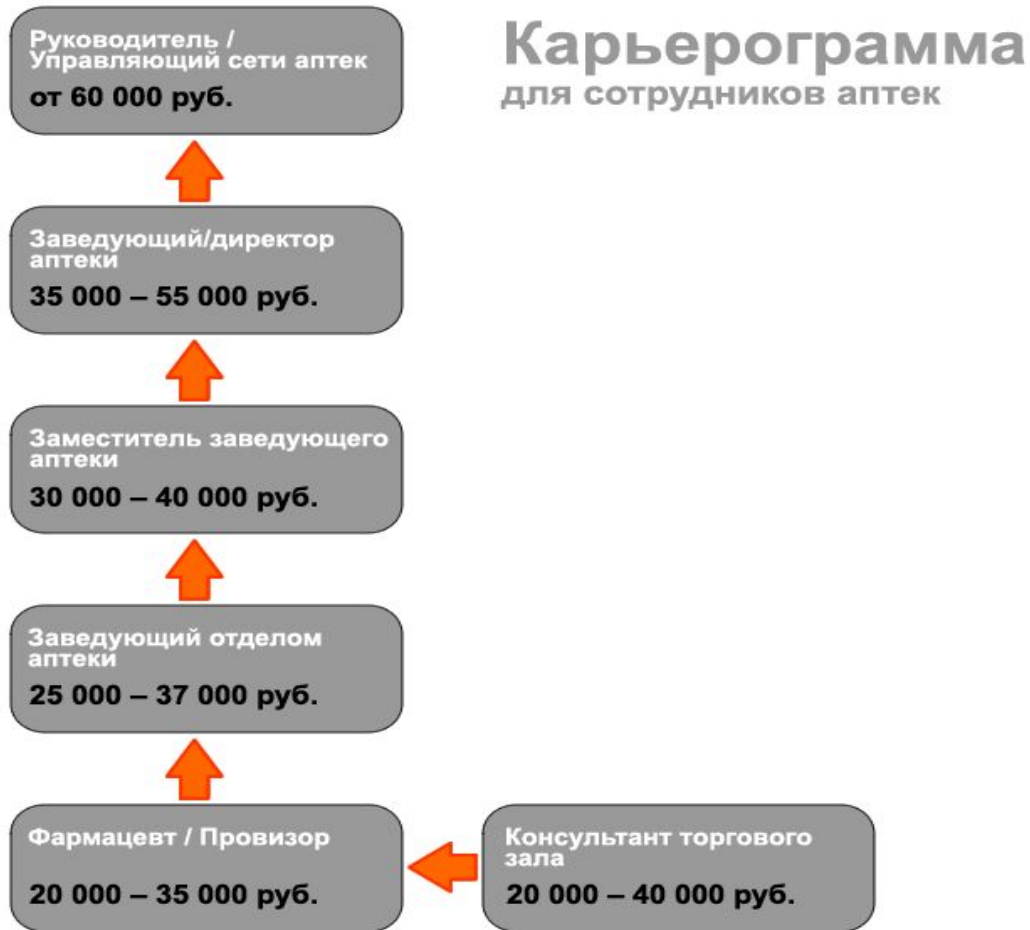 Карьерограмма
для сотрудников аптек
Руководитель /
Управляющий сети аптек
от 60 000 руб.
Заведующий/директор
аптеки
35 000 – 55 000 руб.
Заместитель заведующего
аптеки
30 000 – 40 000 руб.
Заведующий отделом
аптеки
25 000 – 37 000 руб.
Фармацевт / Провизор
20 000 – 35 000 руб.
Консультант торгового
зала
20 000 – 40 000 руб.